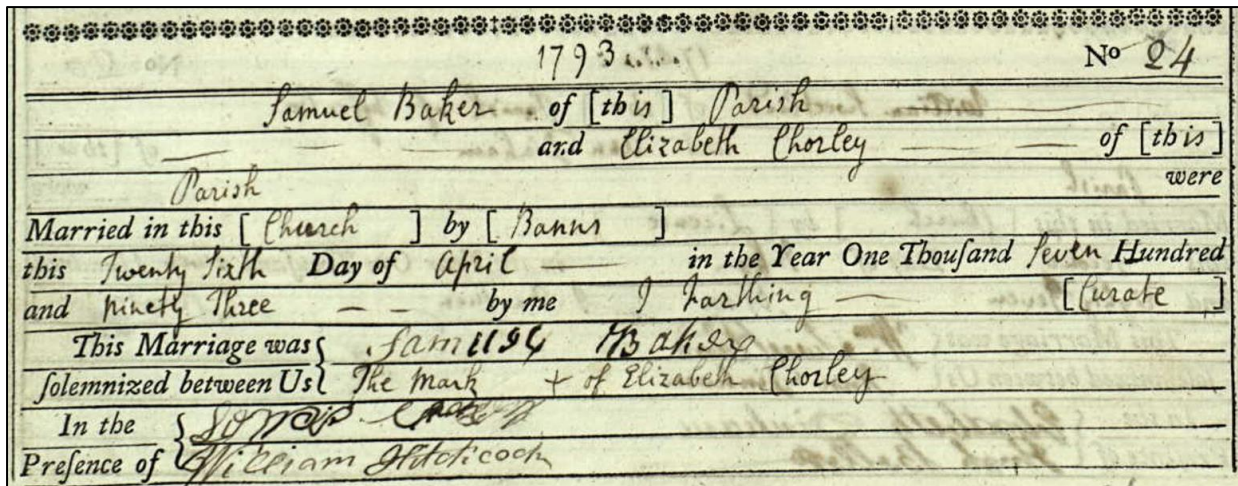 1793 No 24
Samuel Baker of [this] Parish
and Elizabeth Chorley of [this]
Parish were
Married in this [Church] by [Banns]
this Twenty Sixth Day of April in the Year One Thouſand Seven Hundred
and ninety Three by me J Farthing [Curate]
This Marriage was Samuel Baker
ſolemnized between Us The Mark + of Elizabeth Chorley
In the
Preſence of William Hitchcock